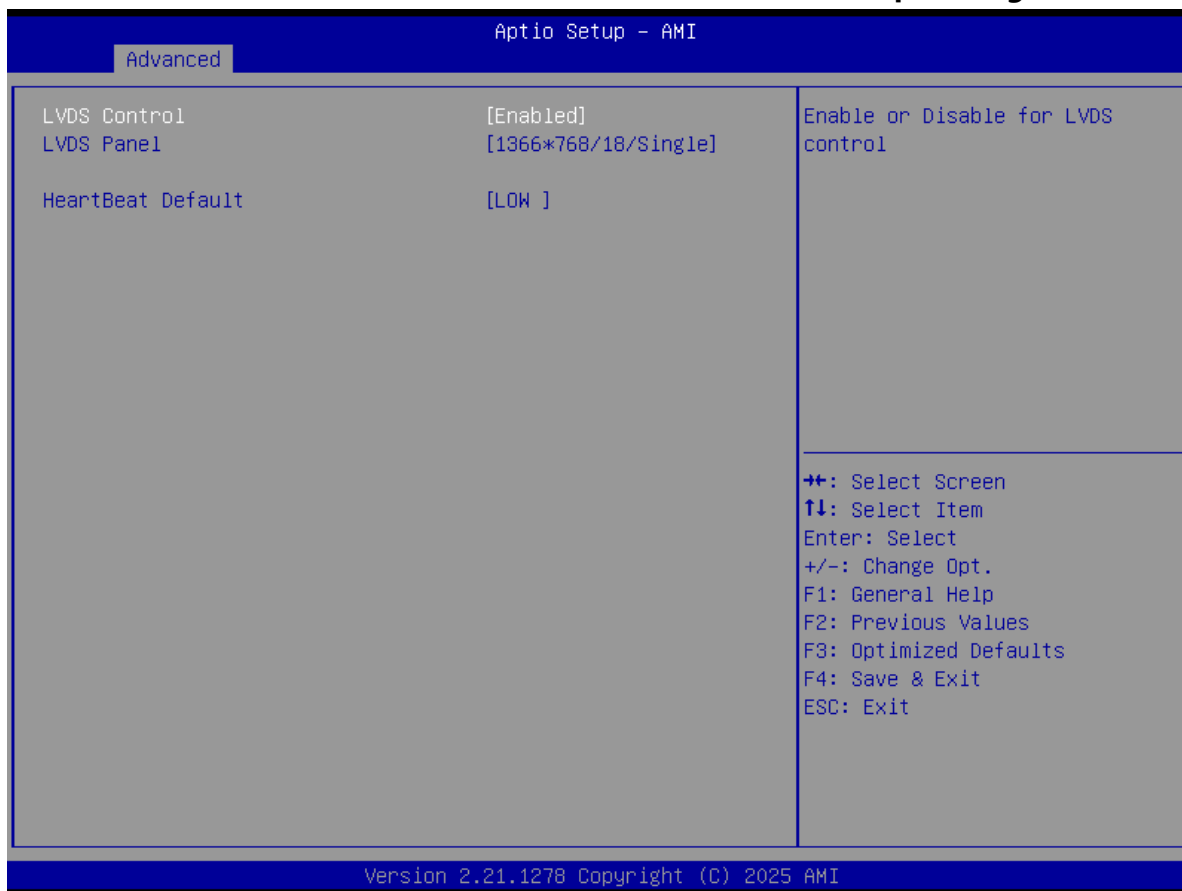 Aptio Setup – AMI
Advanced
LVDS Control [Enabled]
LVDS Panel [1366*768/18/Single]
HeartBeat Default [LOW ]
Enable or Disable for LVDS
control
→←: Select Screen
↑↓: Select Item
Enter: Select
+/-: Change Opt.
F1: General Help
F2: Previous Values
F3: Optimized Defaults
F4: Save & Exit
ESC: Exit
Version 2.21.1278 Copyright (C) 2025 AMI